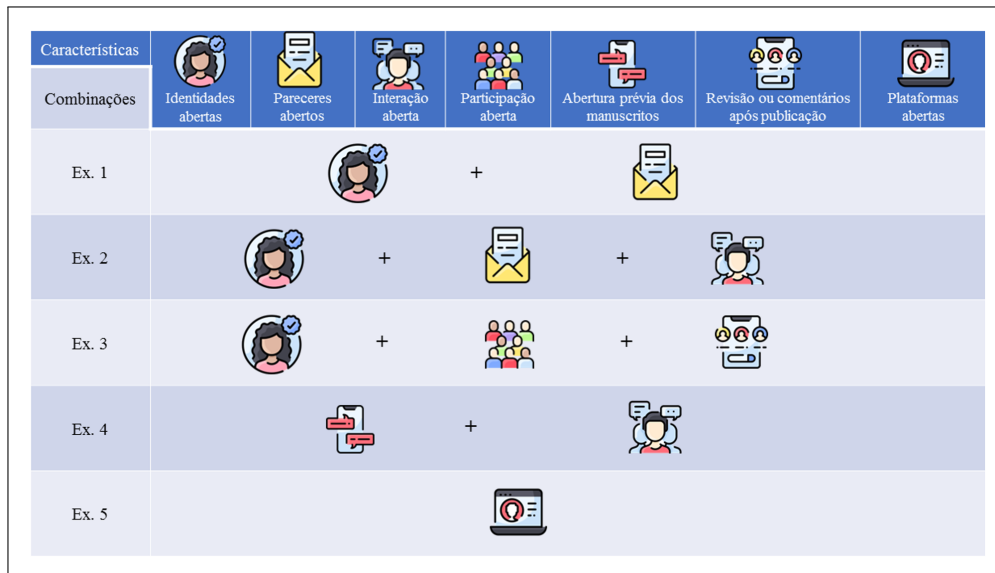 Características
Combinações
Identidades
abertas
Pareceres
abertos
Interação
aberta
Participação
aberta
Abertura prévia dos
manuscritos
Revisão ou comentários
após publicação
Plataformas
abertas
Ex. 1
+
Ex. 2
+ +
Ex. 3
+ +
Ex. 4
+
Ex. 5